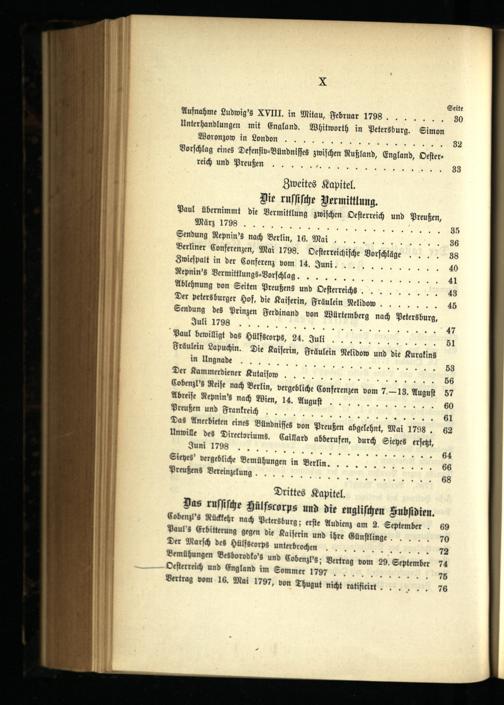 X
Seite
Aufnahme Ludwig's XVIII. in Mitau, Februar 1798 . . . . . . . 30
Unterhandlungen mit England. Whitworth in Petersburg. Simon
Woronzow in London . . . . . . . . . . . . . . . . . 32
Vorschlag eines Defensiv-Bündnisses zwischen Rußland, England, Oester-
reich und Preußen . . . . . . . . . . . . . . . . . 33
Zweites Kapitel.
Die russische Vermittlung.
Paul übernimmt die Vermittlung zwischen Oesterreich und Preußen,
März 1798 . . . . . . . . . . . . . . . . . . . . 35
Sendung Repnin's nach Berlin, 16. Mai . . . . . . . . . . . 36
Berliner Conferenzen, Mai 1798. Oesterreichische Vorschläge . . . 38
Zwiespalt in der Conferenz vom 14. Juni . . . . . . . . . . . 40
Repnin's Vermittlungs-Vorschlag . . . . . . . . . . . . . . 41
Ablehnung von Seiten Preußens und Oesterreichs . . . . . . . . 43
Der petersburger Hof, die Kaiserin, Fräulein Nelidow . . . . . . 45
Sendung des Prinzen Ferdinand von Würtemberg nach Petersburg,
Juli 1798 . . . . . . . . . . . . . . . . . . . . 47
Paul bewilligt das Hülfscorps, 24. Juli . . . . . . . . . . . 51
Fräulein Lapuchin. Die Kaiserin, Fräulein Nelidow und die Kurakins
in Ungnade . . . . . . . . . . . . . . . . . . . . 53
Der Kammerdiener Kutaisow . . . . . . . . . . . . . . . . 56
Cobenzl's Reise nach Berlin, vergebliche Conferenzen vom 7.—13. August 57
Abreise Repnin's nach Wien, 14. August . . . . . . . . . . . 60
Preußen und Frankreich . . . . . . . . . . . . . . . . . 61
Das Anerbieten eines Bündnisses von Preußen abgelehnt, Mai 1798 . 62
Unwille des Directoriums. Caillard abberufen, durch Sieyes ersetzt,
Juni 1798 . . . . . . . . . . . . . . . . . . . . 64
Sieyes' vergebliche Bemühungen in Berlin . . . . . . . . . . 66
Preußens Vereinzelung . . . . . . . . . . . . . . . . . . 68
Drittes Kapitel.
Das russische Hülfscorps und die englischen Subsidien.
Cobenzl's Rückkehr nach Petersburg; erste Audienz am 2. September . 69
Paul's Erbitterung gegen die Kaiserin und ihre Günstlinge . . . . 70
Der Marsch des Hülfscorps unterbrochen . . . . . . . . . . . 72
Bemühungen Besborodko's und Cobenzl's; Vertrag vom 29. September 74
Oesterreich und England im Sommer 1797 . . . . . . . . . . . 75
Vertrag vom 16. Mai 1797, von Thugut nicht ratificirt . . . . . . 76